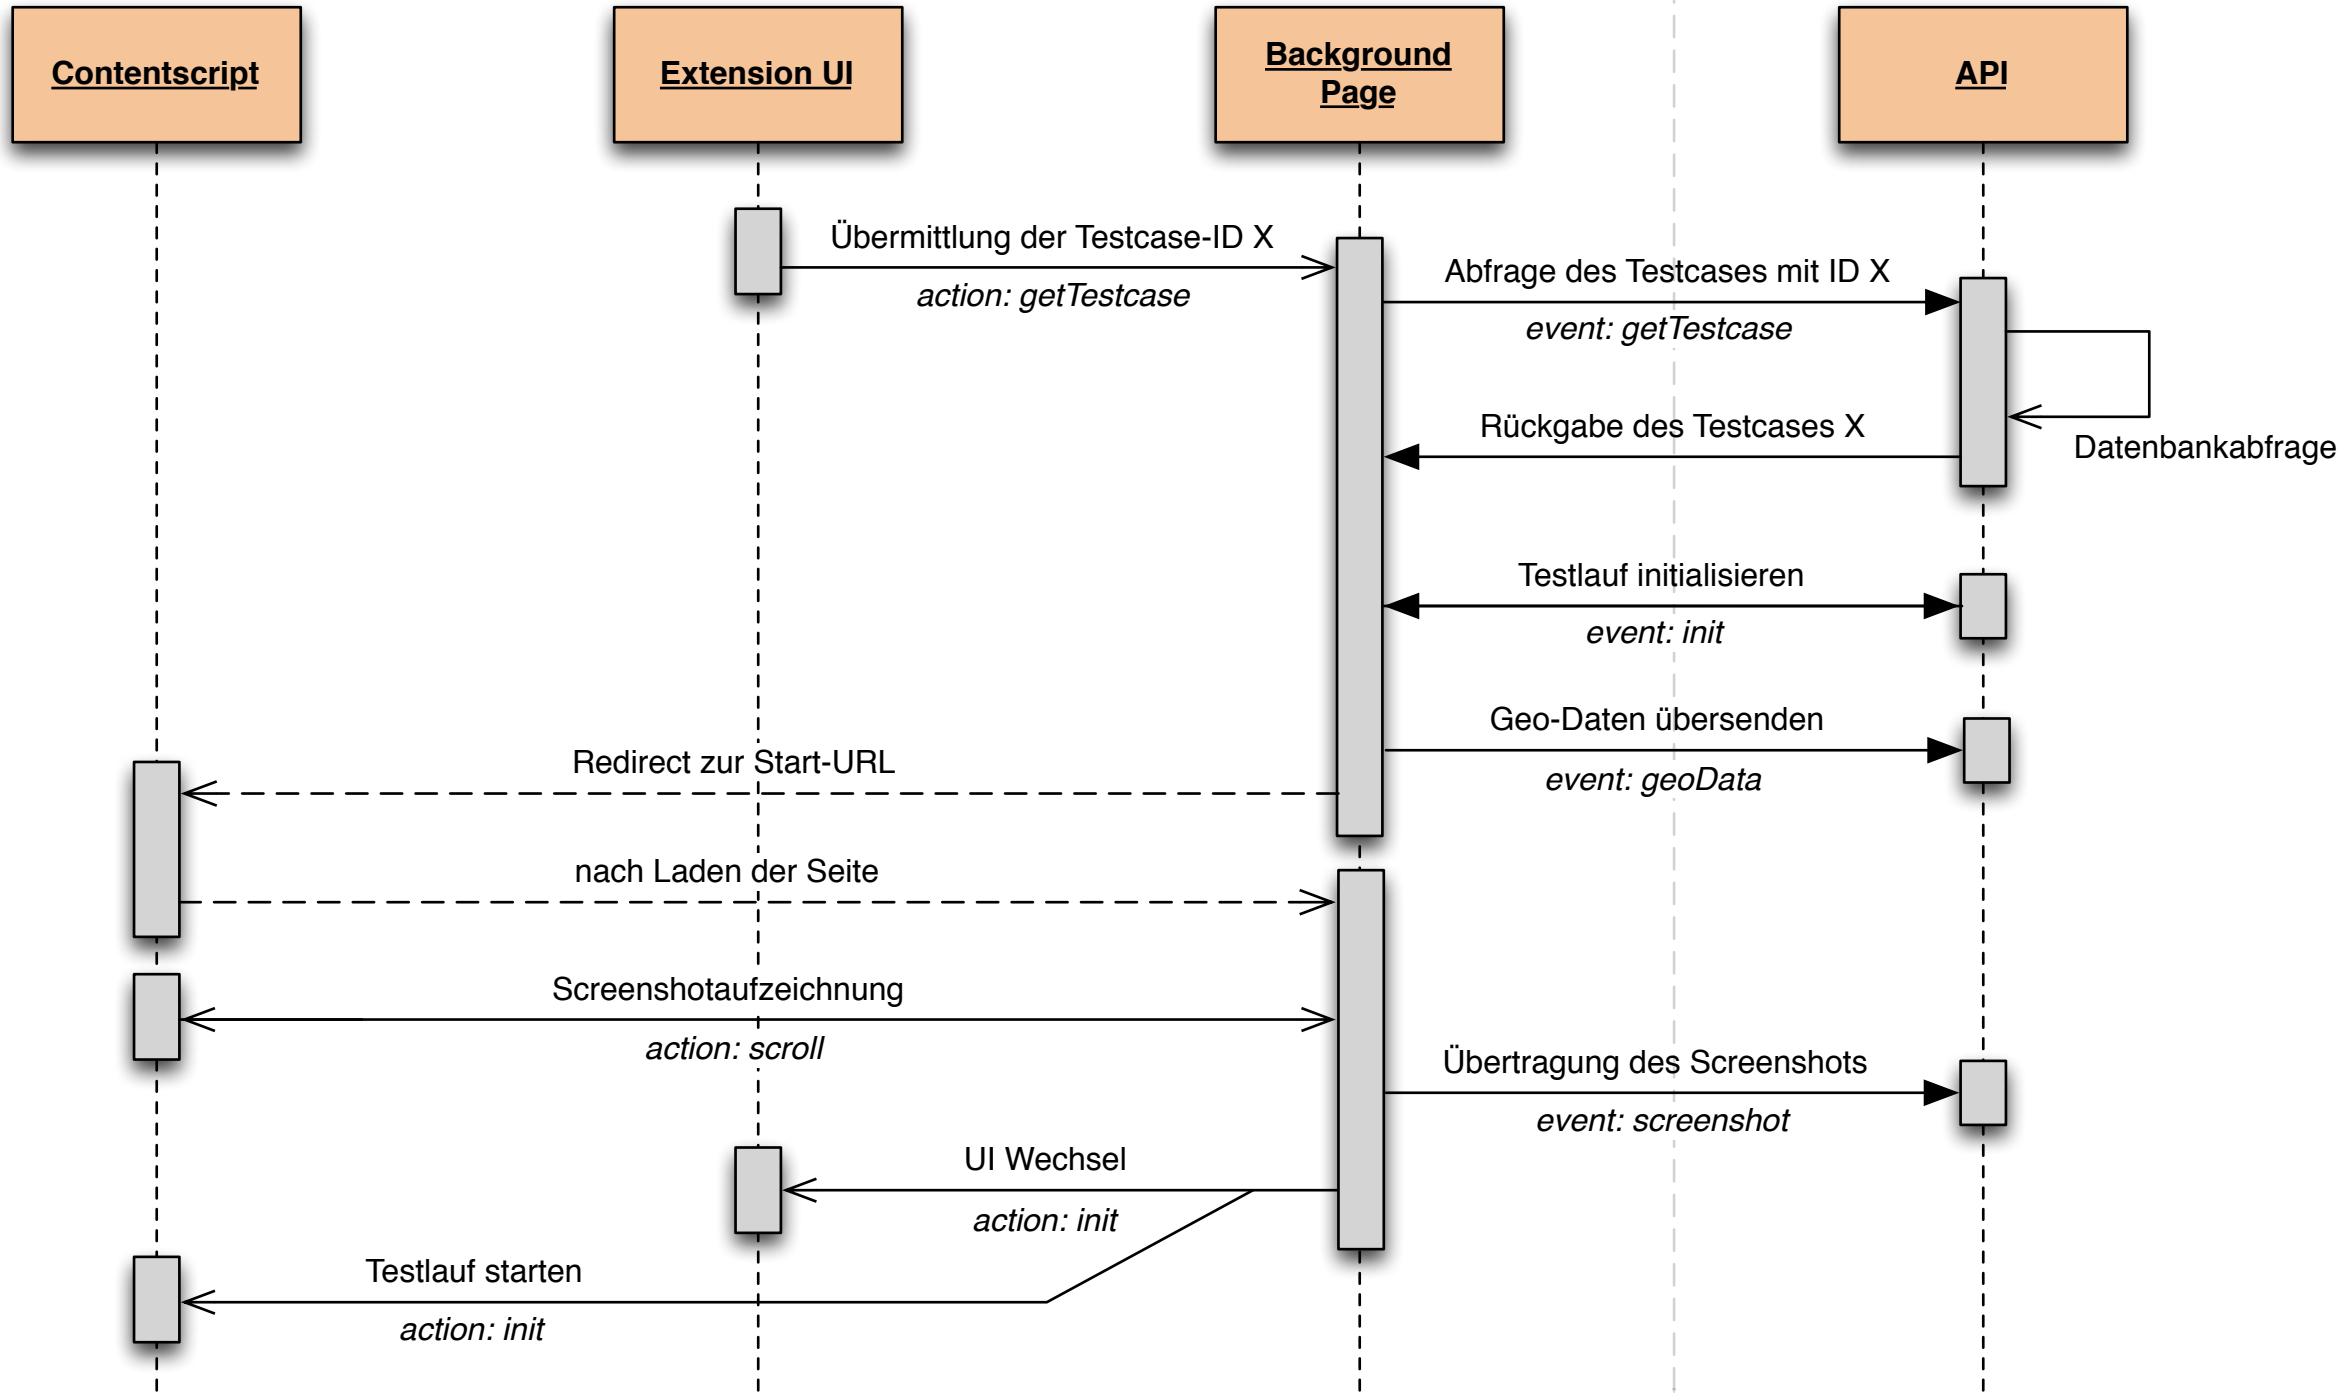 Contentscript
Extension UI
Background
Page
API
Übermittlung der Testcase-ID X
action: getTestcase
Abfrage des Testcases mit ID X
event: getTestcase
Rückgabe des Testcases X
Datenbankabfrage
Testlauf initialisieren
event: init
Geo-Daten übersenden
event: geoData
Redirect zur Start-URL
nach Laden der Seite
Screenshotaufzeichnung
action: scroll
Übertragung des Screenshots
event: screenshot
UI Wechsel
action: init
Testlauf starten
action: init